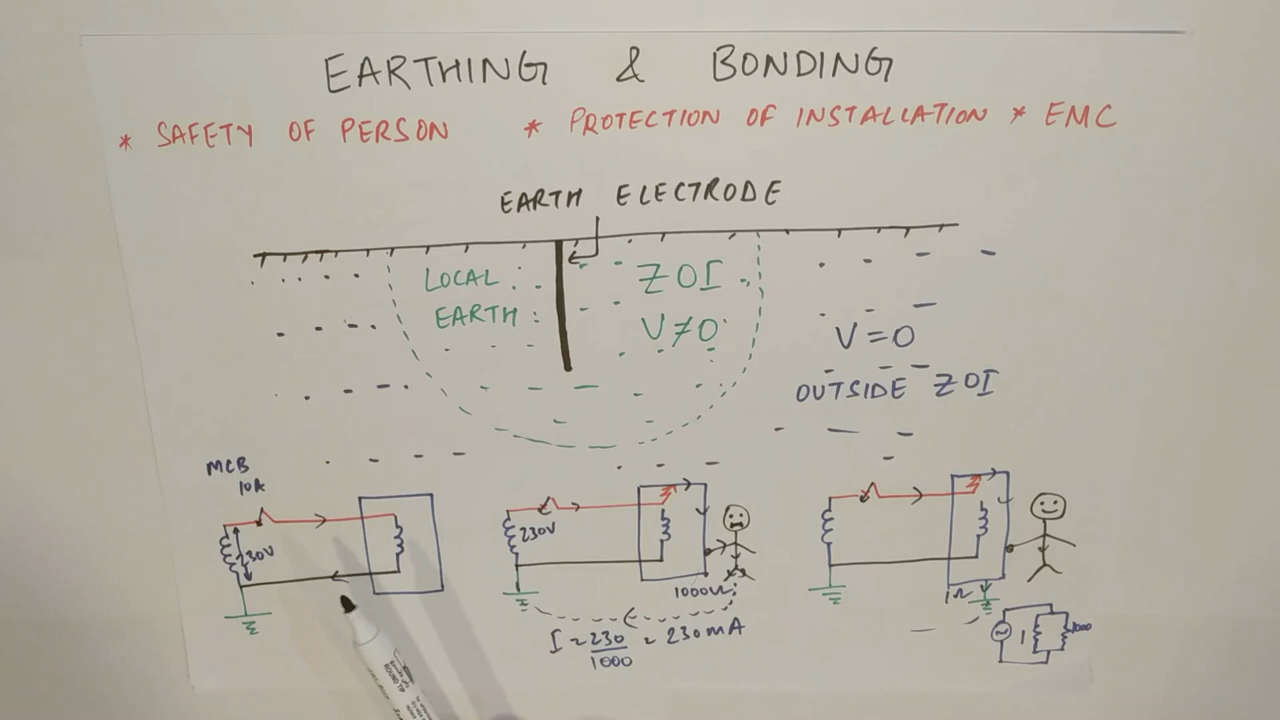 EARTHING & BONDING
* SAFETY OF PERSON * PROTECTION OF INSTALLATION * EMC
EARTH ELECTRODE
LOCAL EARTH
ZOI
V≠0
V=0
OUTSIDE ZOI
MCB
10A
230V
230V
1000Ω
I = 230/1000 = 230mA
1Ω
1
1000